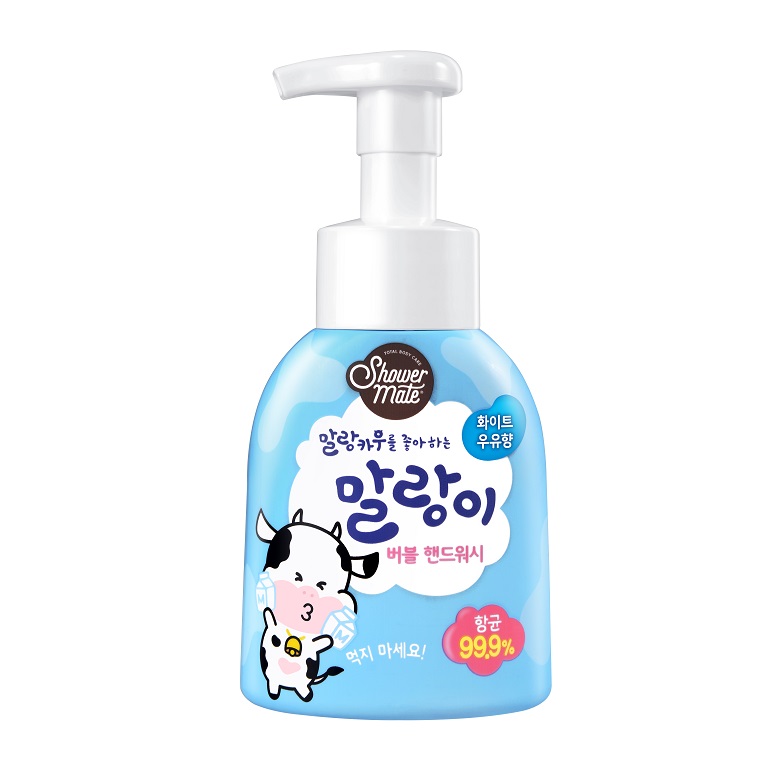 TOTAL BODY CARE
Shower
Mate
화이트
우유향
말랑카우를 좋아하는
말랑이
버블 핸드워시
M
M
먹지 마세요!
항균
99.9%